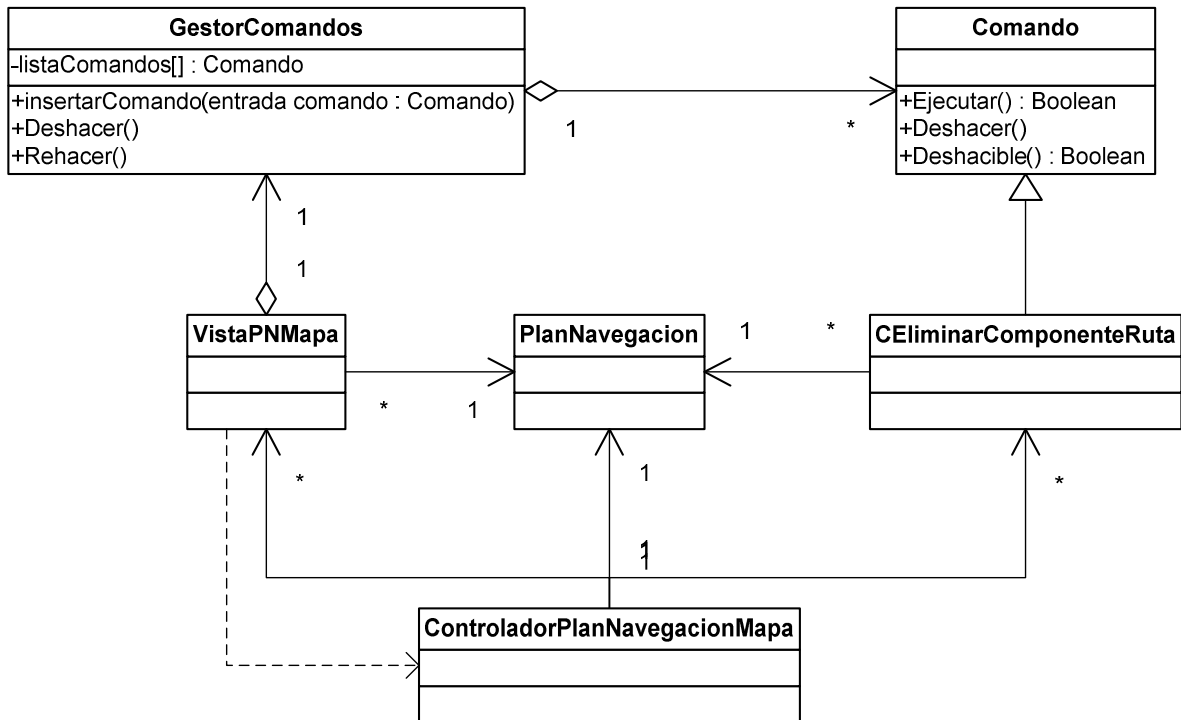 GestorComandos
-listaComandos[] : Comando
+insertarComando(entrada comando : Comando)
+Deshacer()
+Rehacer()
Comando
+Ejecutar() : Boolean
+Deshacer()
+Deshacible() : Boolean
1
*
1
1
VistaPNMapa
PlanNavegacion
1
*
CEliminarComponenteRuta
*
1
*
1
*
1
1
ControladorPlanNavegacionMapa